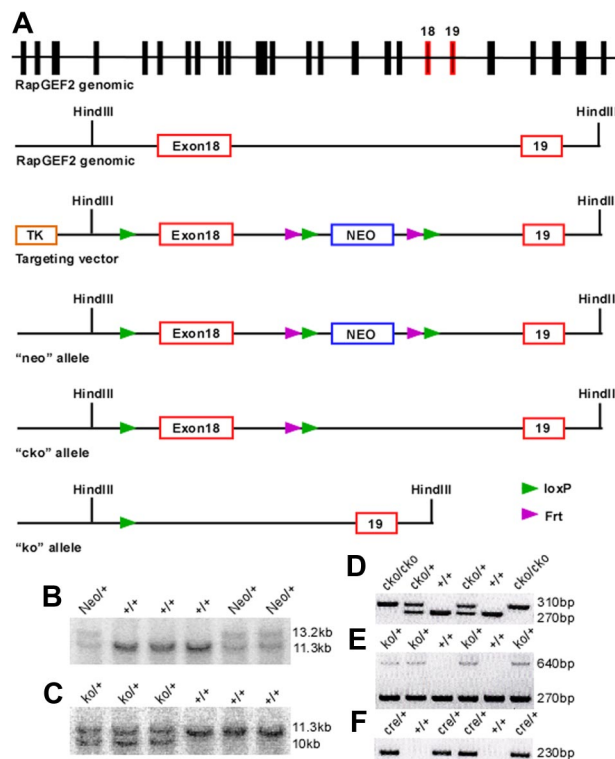 A
18 19
RapGEF2 genomic
HindIII HindIII
Exon18 19
RapGEF2 genomic
HindIII HindIII
TK Exon18 NEO 19
Targeting vector
HindIII HindIII
Exon18 NEO 19
“neo” allele
HindIII HindIII
Exon18 19
“cko” allele
HindIII HindIII
19
“ko” allele
loxP
Frt
B
Neo/+ +/+ +/+ +/+ Neo/+ Neo/+
13.2kb
11.3kb
C
ko/+ ko/+ ko/+ +/+ +/+ +/+
11.3kb
10kb
D
cko/cko cko/+ +/+ cko/+ +/+ cko/cko
310bp
270bp
E
ko/+ ko/+ +/+ ko/+ +/+ ko/+
640bp
270bp
F
cre/+ +/+ cre/+ cre/+ +/+ cre/+
230bp